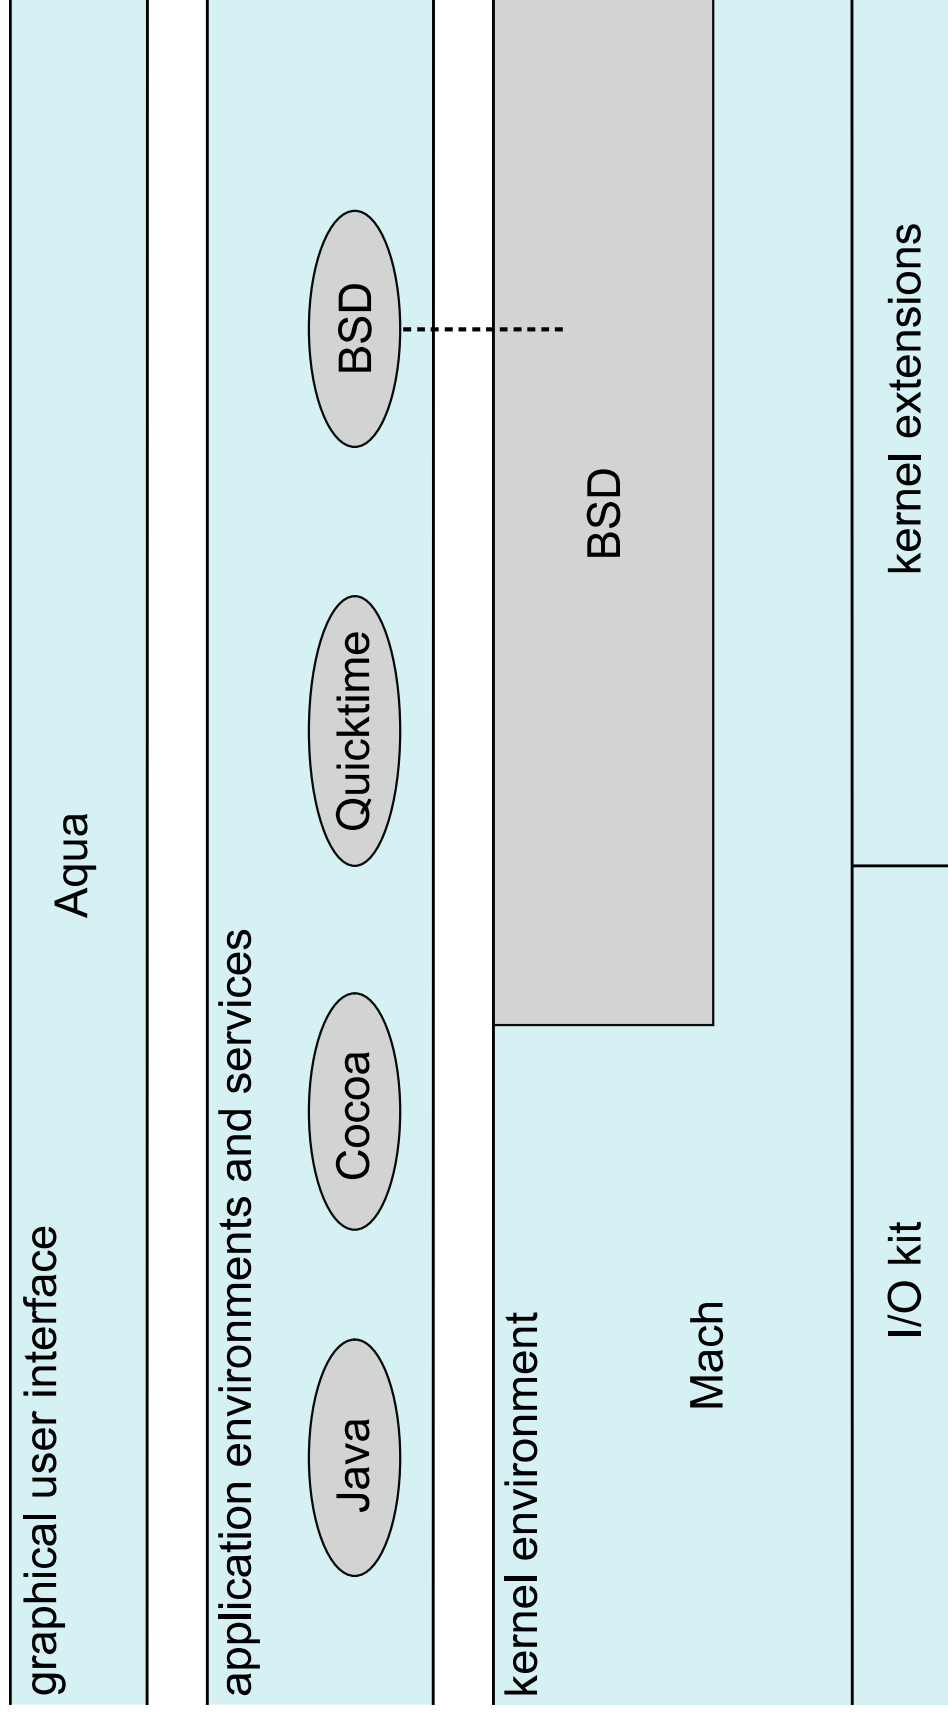 graphical user interface
Aqua
application environments and services
Java
Cocoa
Quicktime
BSD
kernel environment
BSD
Mach
I/O kit
kernel extensions